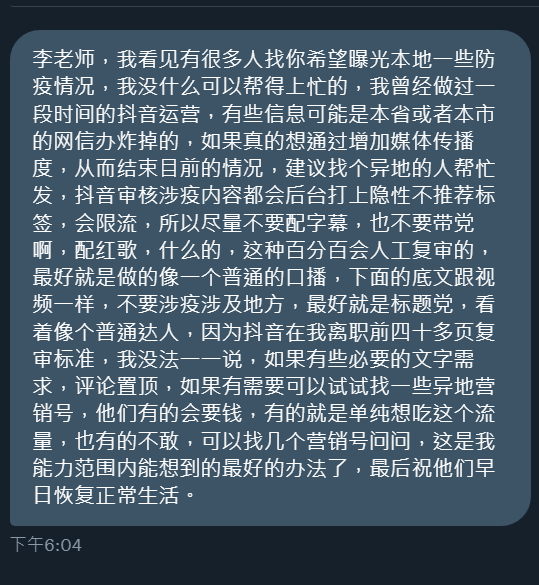 李老师，我看见有很多人找你希望曝光本地一些防
疫情况，我没什么可以帮得上忙的，我曾经做过一
段时间的抖音运营，有些信息可能是本省或者本市
的网信办炸掉的，如果真的想通过增加媒体传播
度，从而结束目前的情况，建议找个异地的人帮忙
发，抖音审核涉疫内容都会后台打上隐性不推荐标
签，会限流，所以尽量不要配字幕，也不要带党
啊，配红歌，什么的，这种百分百会人工复审的，
最好就是做的像一个普通的口播，下面的底文跟视
频一样，不要涉疫涉及地方，最好就是标题党，看
着像个普通达人，因为抖音在我离职前四十多页复
审标准，我没法一一说，如果有些必要的文字需
求，评论置顶，如果有需要可以试试找一些异地营
销号，他们有的会要钱，有的就是单纯想吃这个流
量，也有的不敢，可以找几个营销号问问，这是我
能力范围内能想到的最好的办法了，最后祝他们早
日恢复正常生活。
下午6:04